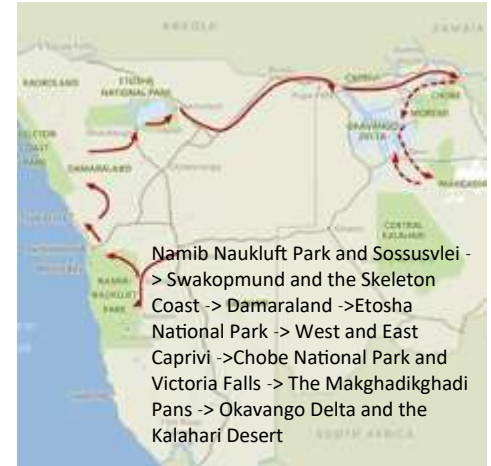 ANGOLA
ZAMBIA
KAOKOLAND
ETOSHA
NATIONAL PARK
CAPRIVI
CHOBE
MOREMI
OKAVANGO
DELTA
COAST
PARK
DAMARALAND
CENTRAL
KALAHARI
NAMIB
NAUKLUFT
PARK
Namib Naukluft Park and Sossusvlei -
> Swakopmund and the Skeleton
Coast -> Damaraland ->Etosha
National Park -> West and East
Caprivi ->Chobe National Park and
Victoria Falls -> The Makghadikghadi
Pans -> Okavango Delta and the
Kalahari Desert
SOUTH AFRICA